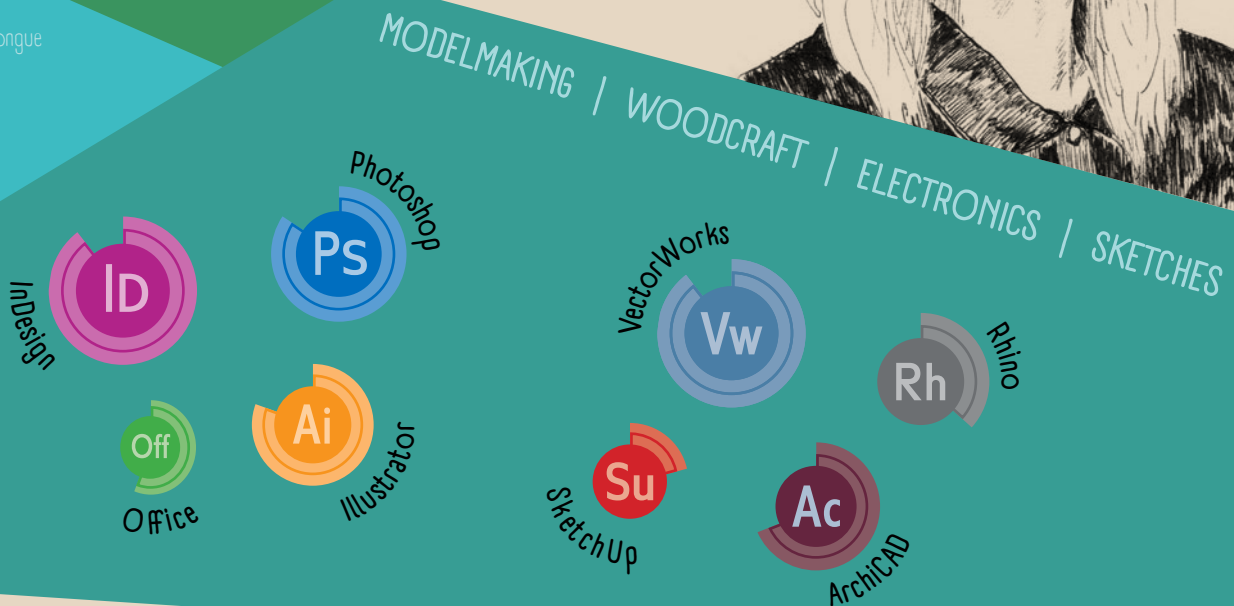 MODELMAKING | WOODCRAFT | ELECTRONICS | SKETCHES
Photoshop
Ps
InDesign
ID
Office
Off
Illustrator
Ai
VectorWorks
Vw
Rhino
Rh
SketchUp
Su
ArchiCAD
Ac